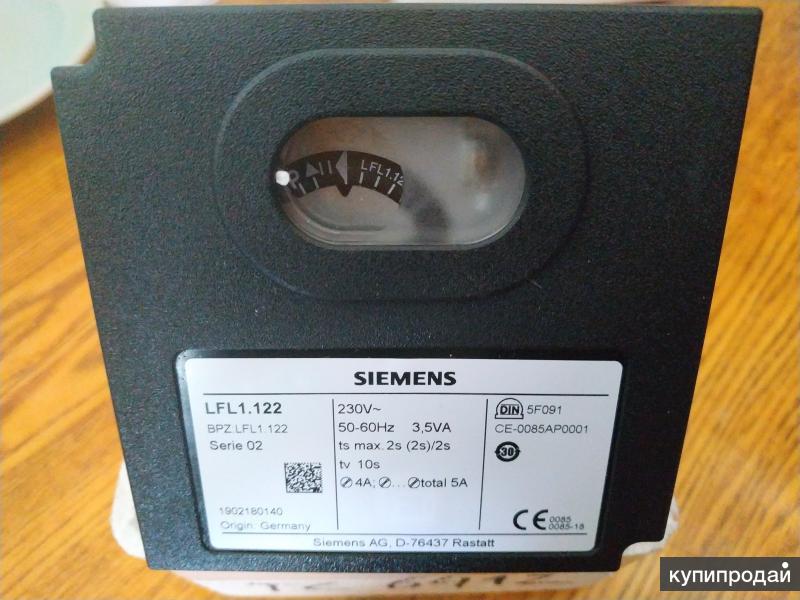 LFL1.12
SIEMENS
LFL1.122
BPZ:LFL1.122
Serie 02
1902180140
Origin: Germany
230V~
50-60Hz 3,5VA
ts max. 2s (2s)/2s
tv 10s
4A; ... total 5A
DIN 5F091
CE-0085AP0001
30
CE 0085
0085-18
Siemens AG, D-76437 Rastatt
купипродай